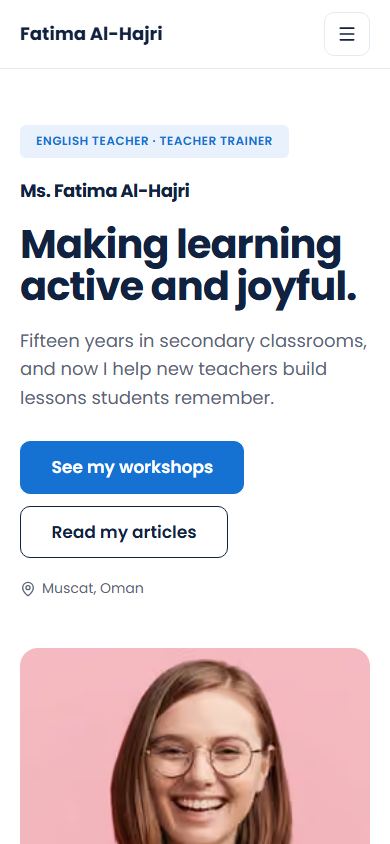 Fatima Al-Hajri
ENGLISH TEACHER · TEACHER TRAINER
Ms. Fatima Al-Hajri
Making learning
active and joyful.
Fifteen years in secondary classrooms,
and now I help new teachers build
lessons students remember.
See my workshops
Read my articles
Muscat, Oman